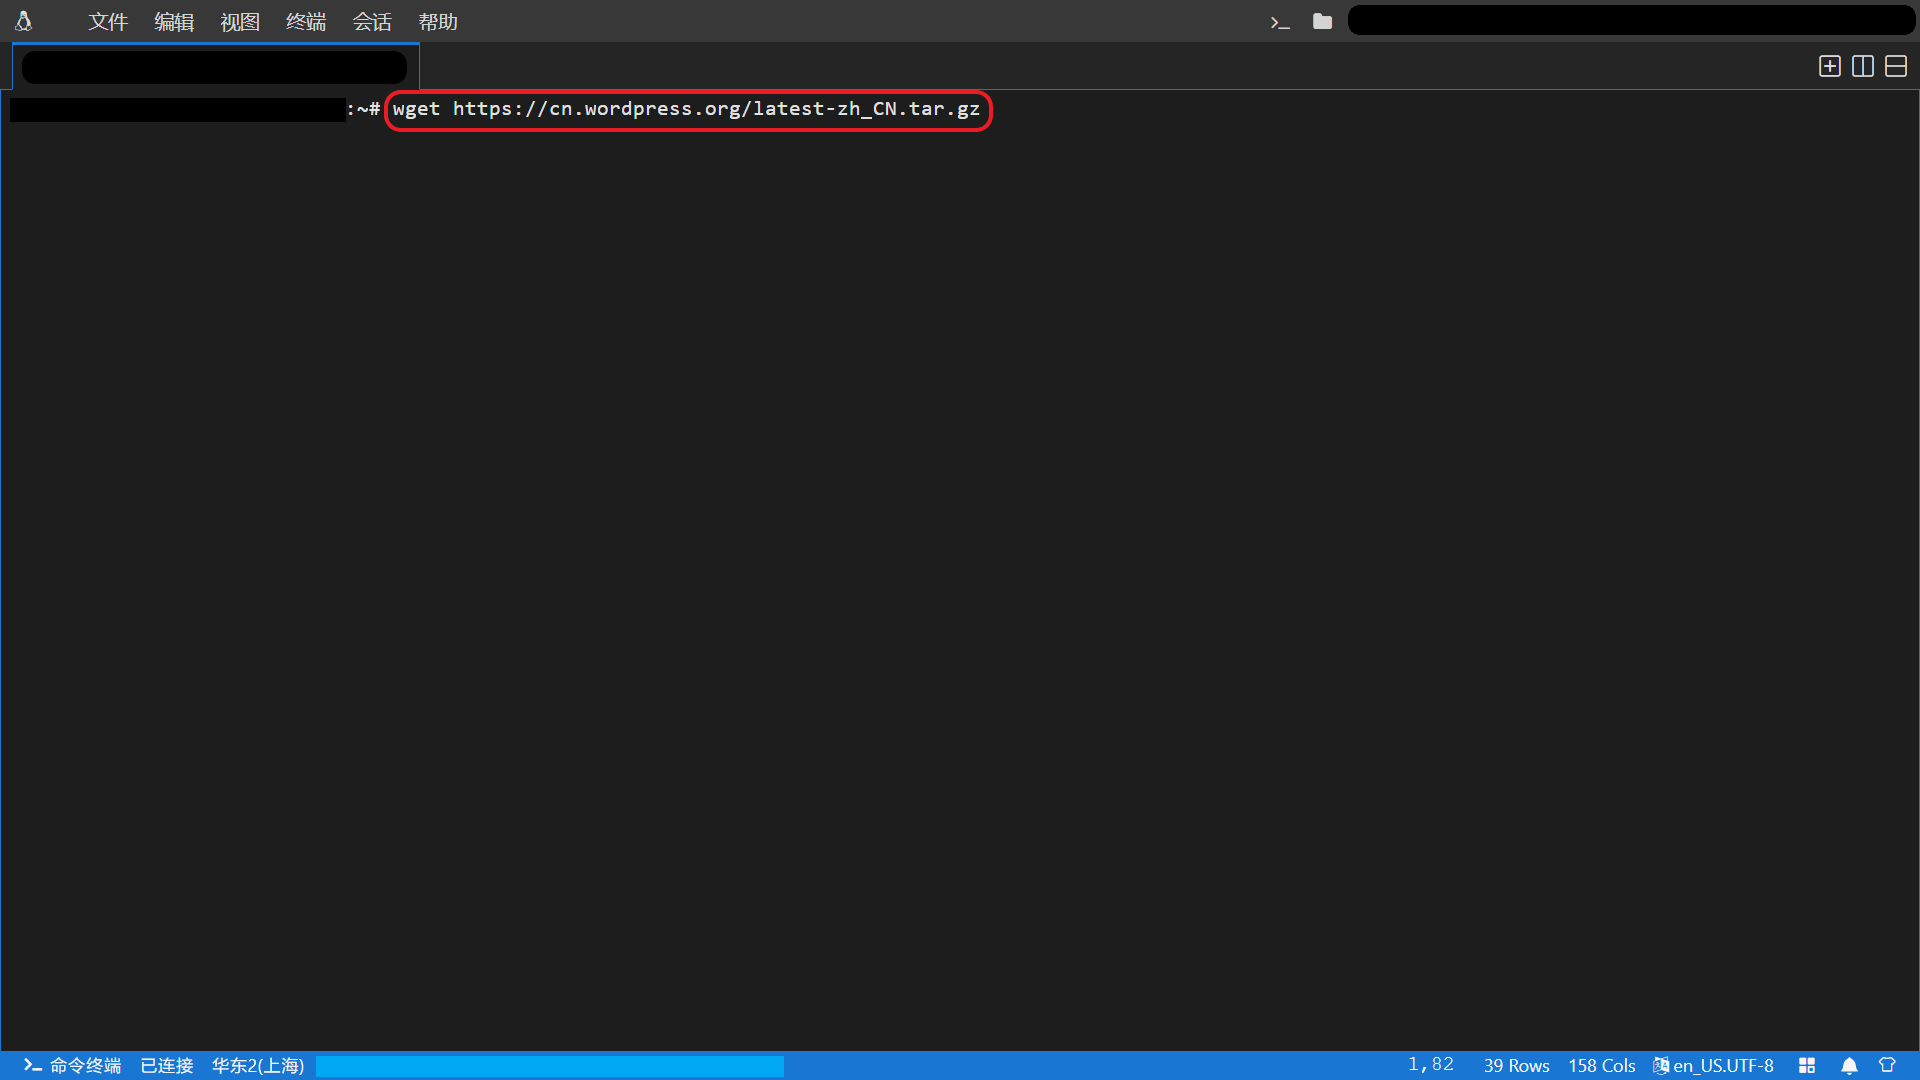 文件 编辑 视图 终端 会话 帮助
:~# wget https://cn.wordpress.org/latest-zh_CN.tar.gz
命令终端 已连接 华东2(上海) 1,82 39 Rows 158 Cols en_US.UTF-8